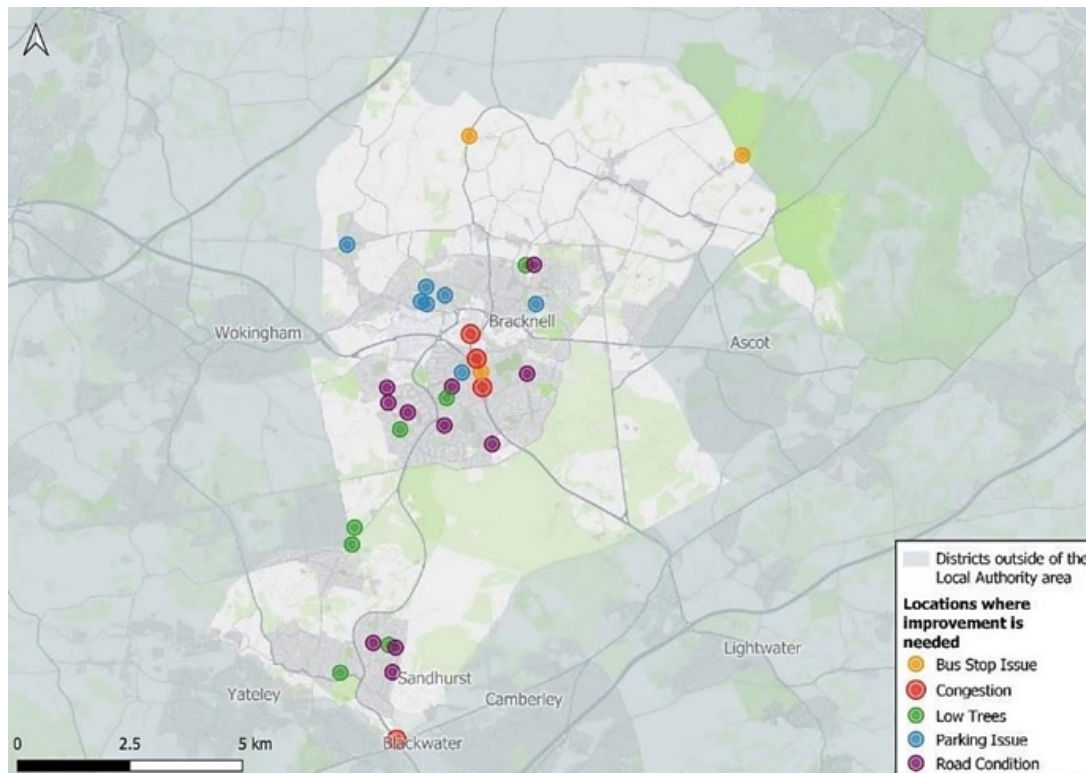 Bracknell
Wokingham
Ascot
Districts outside of the
Local Authority area
Locations where
improvement is
needed
Bus Stop Issue
Congestion
Low Trees
Parking Issue
Road Condition
Lightwater
Sandhurst
Yateley
Camberley
Blackwater
0 2.5 5 km